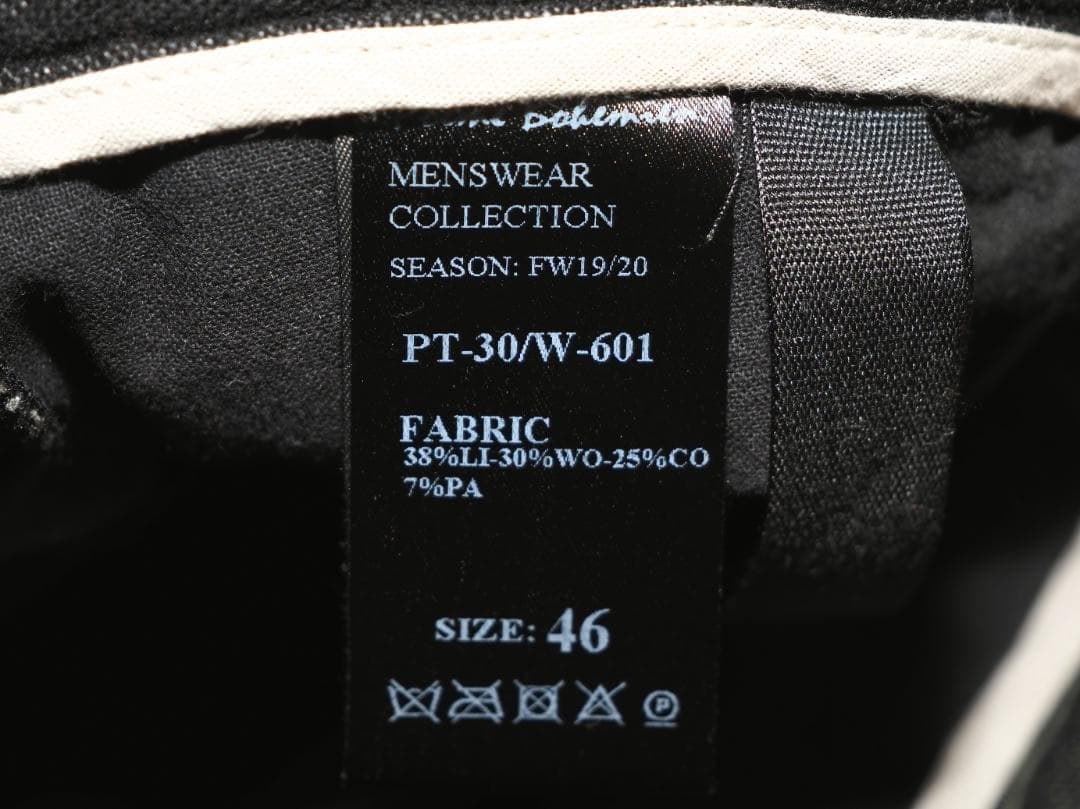 Bohemien
MENSWEAR
COLLECTION
SEASON: FW19/20
PT-30/W-601
FABRIC
38%LI-30%WO-25%CO
7%PA
SIZE: 46
P